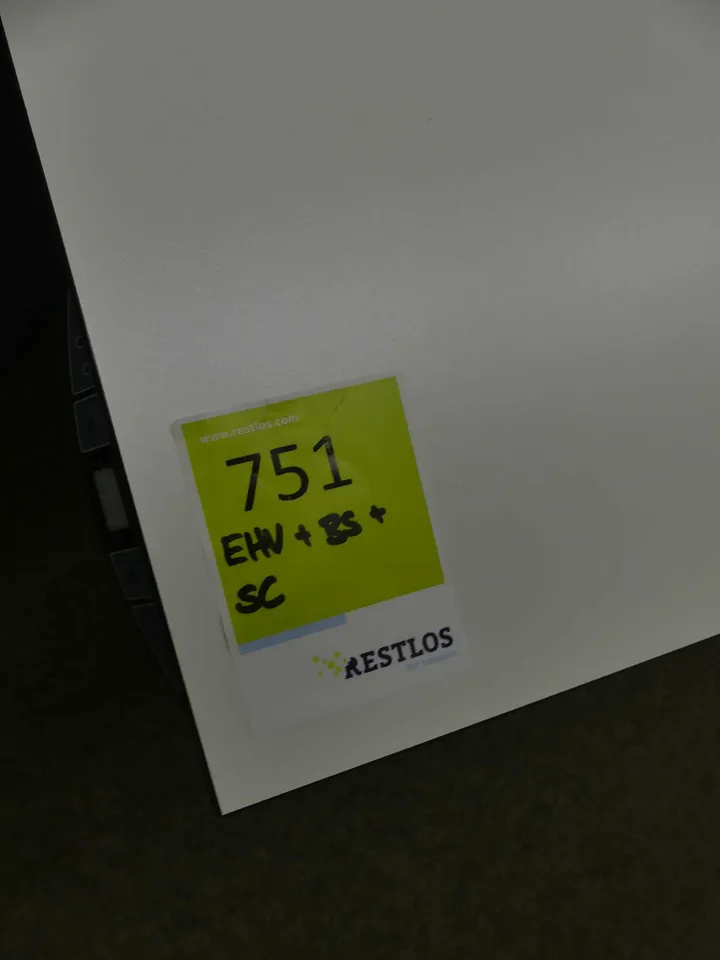 www.restlos.com
751
EHV + BS +
SC
RESTLOS